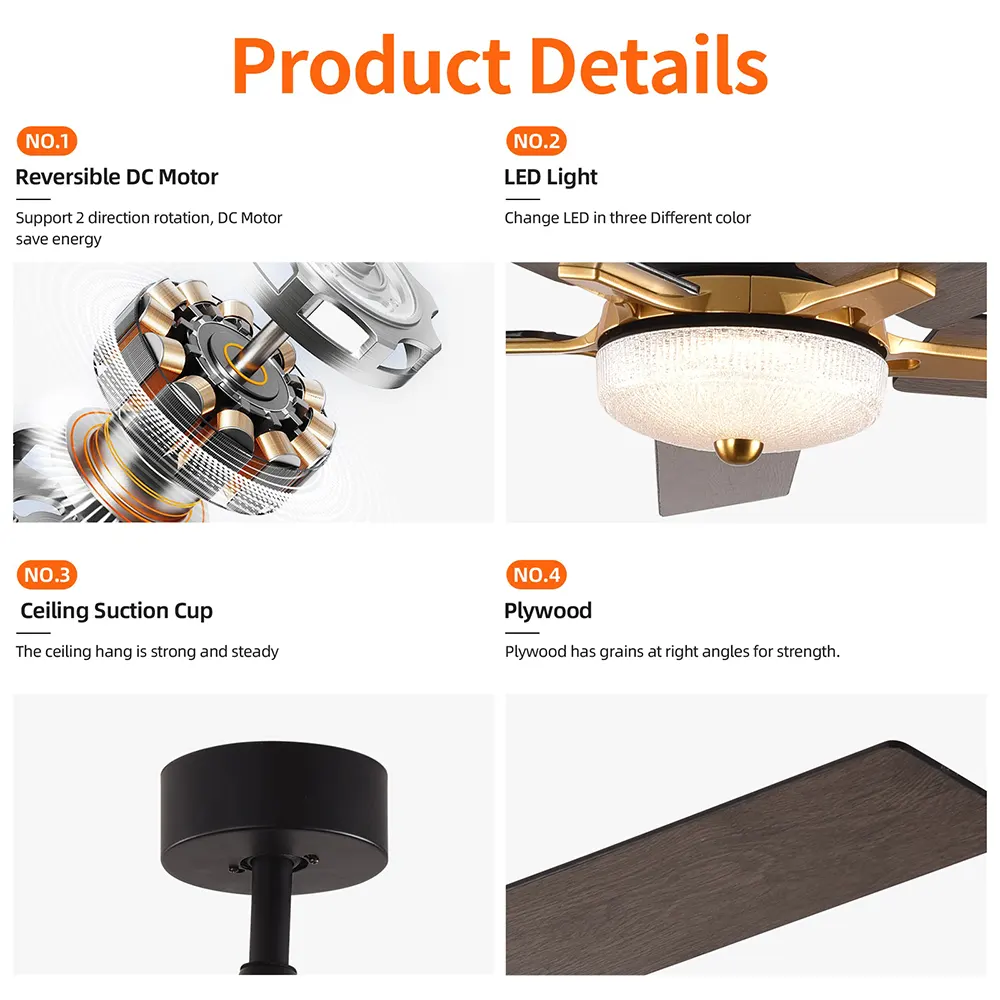 Product Details
NO.1
Reversible DC Motor
Support 2 direction rotation, DC Motor
save energy
NO.2
LED Light
Change LED in three Different color
NO.3
Ceiling Suction Cup
The ceiling hang is strong and steady
NO.4
Plywood
Plywood has grains at right angles for strength.